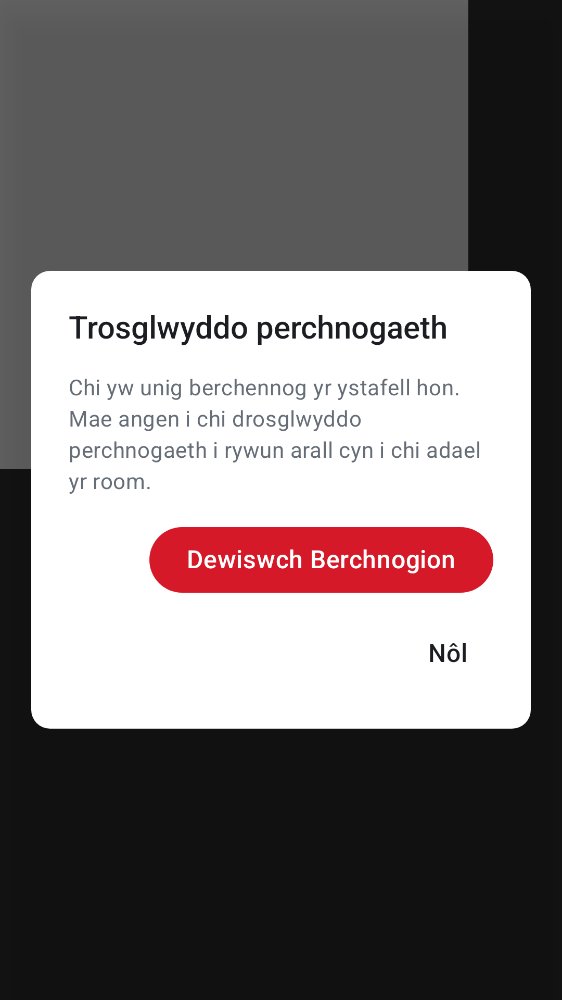 Trosglwyddo perchnogaeth
Chi yw unig berchennog yr ystafell hon.
Mae angen i chi drosglwyddo
perchnogaeth i rywun arall cyn i chi adael
yr room.
Dewiswch Berchnogion
Nôl